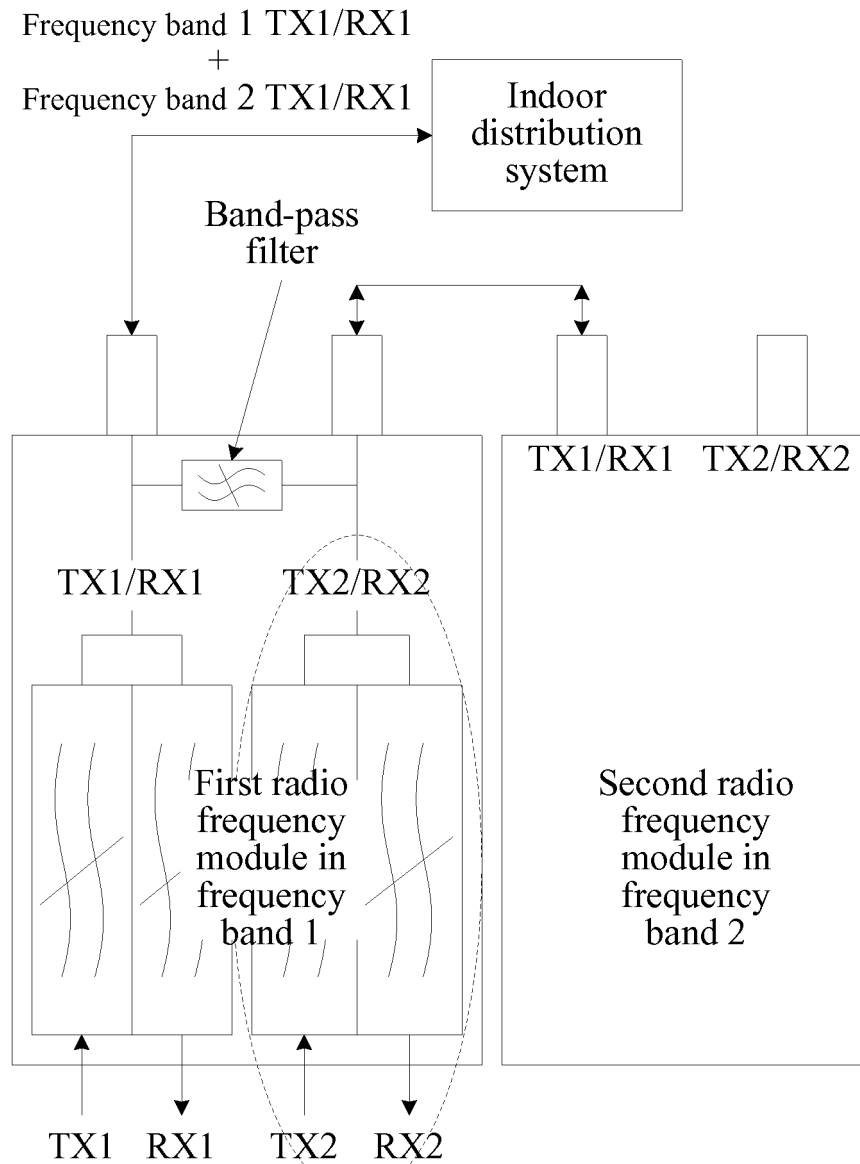 Frequency band 1 TX1/RX1
+
Frequency band 2 TX1/RX1
Indoor
distribution
system
Band-pass
filter
TX1/RX1
TX2/RX2
TX1/RX1
TX2/RX2
First radio
frequency
module in
frequency
band 1
Second radio
frequency
module in
frequency
band 2
TX1
RX1
TX2
RX2